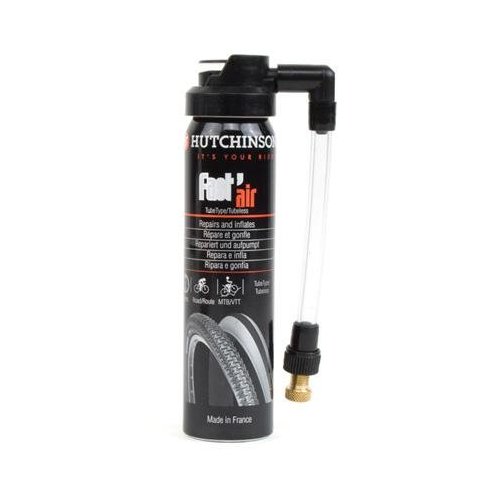 HUTCHINSON
IT'S YOUR RI
Fast'air
TubeType/Tubeless
Repairs and inflates
Répare et gonfle
Repariert und aufpumpt
Repara e infla
Ripara e gonfia
TubeType
Tubeless
Road/Route
MTB/VTT
Made in France